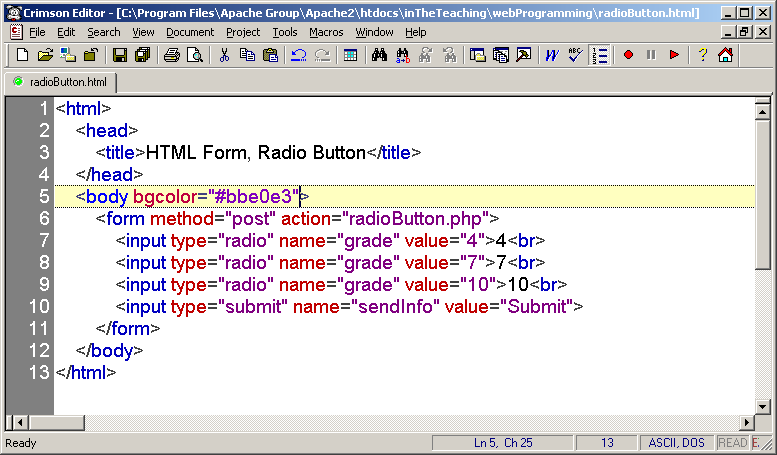 Crimson Editor - [C:\Program Files\Apache Group\Apache2\htdocs\inTheTeaching\webProgramming\radioButton.html]
File Edit Search View Document Project Tools Macros Window Help
radioButton.html
1 <html>
2 <head>
3 <title>HTML Form, Radio Button</title>
4 </head>
5 <body bgcolor="#bbe0e3">
6 <form method="post" action="radioButton.php">
7 <input type="radio" name="grade" value="4">4<br>
8 <input type="radio" name="grade" value="7">7<br>
9 <input type="radio" name="grade" value="10">10<br>
10 <input type="submit" name="sendInfo" value="Submit">
11 </form>
12 </body>
13 </html>
Ready Ln 5, Ch 25 13 ASCII, DOS READ